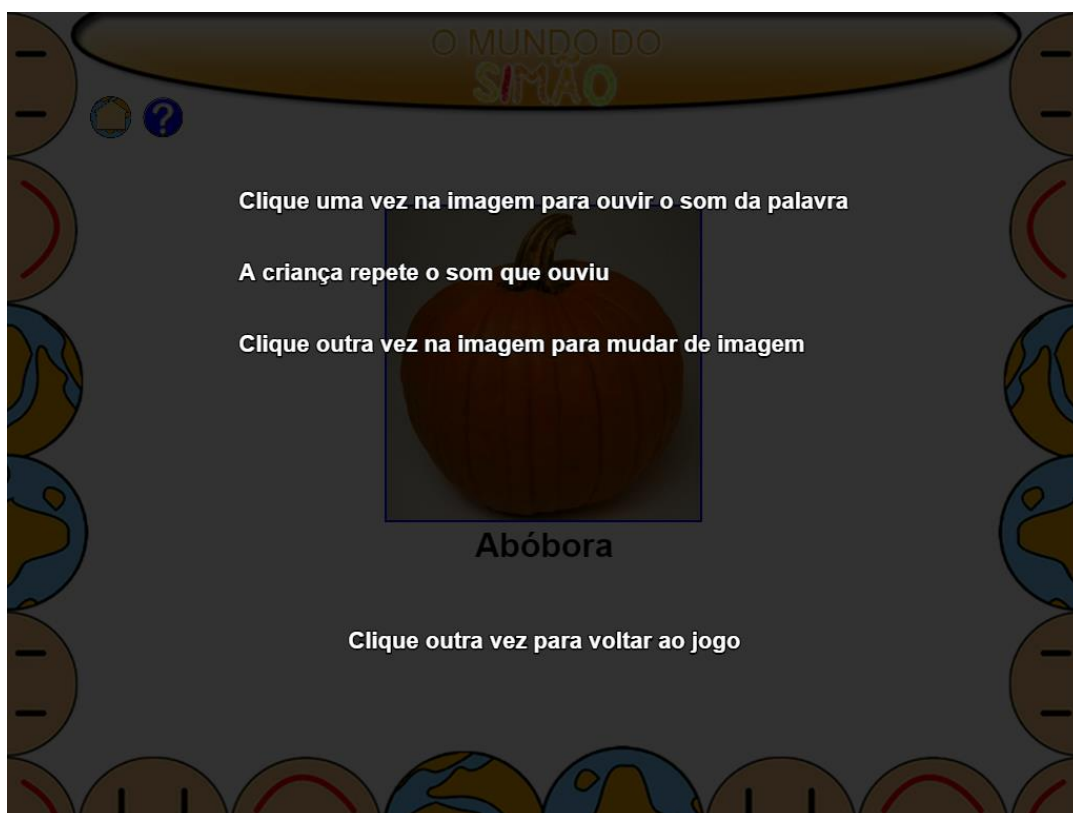 O MUNDO DO
SIMÃO
?
Clique uma vez na imagem para ouvir o som da palavra
A criança repete o som que ouviu
Clique outra vez na imagem para mudar de imagem
Abóbora
Clique outra vez para voltar ao jogo